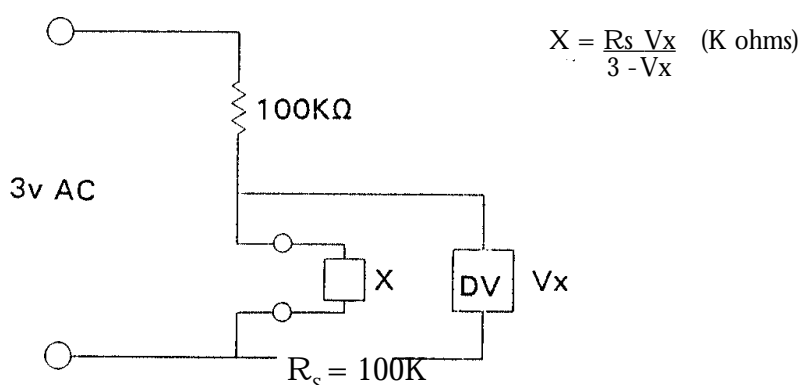 X = Rs Vx (K ohms)
3 - Vx
100KΩ
3v AC
X
DV
Vx
Rs = 100K